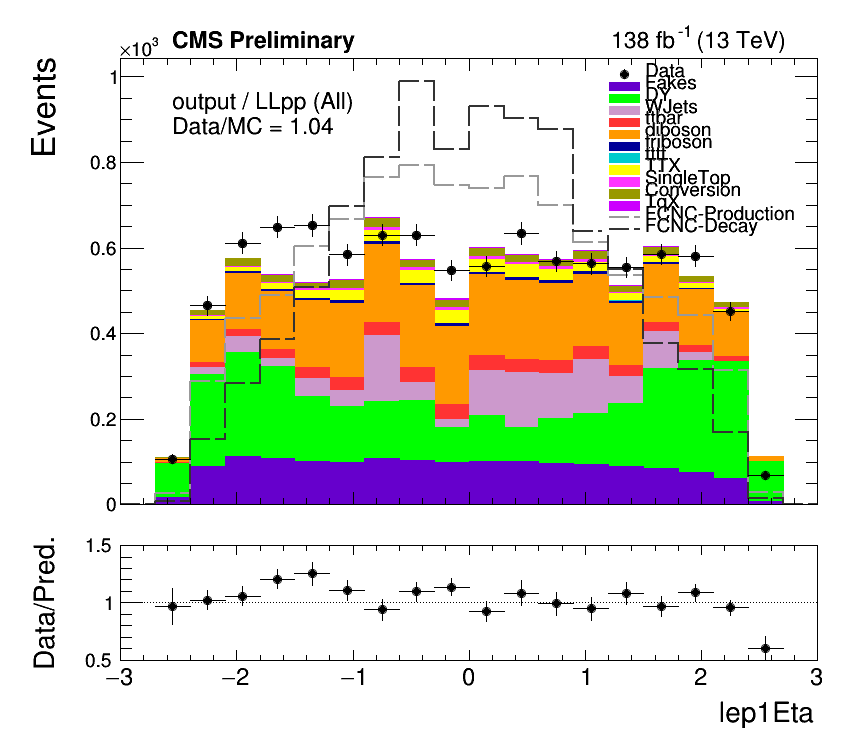 ×10³ CMS Preliminary 138 fb⁻¹ (13 TeV)
Events
output / LLpp (All)
Data/MC = 1.04
Data
Fakes
DY
WJets
ttbar
diboson
triboson
tttt
TTX
SingleTop
Conversion
TqX
FCNC-Production
FCNC-Decay
1
0.8
0.6
0.4
0.2
0
Data/Pred.
1.5
1
0.5
−3 −2 −1 0 1 2 3
lep1Eta